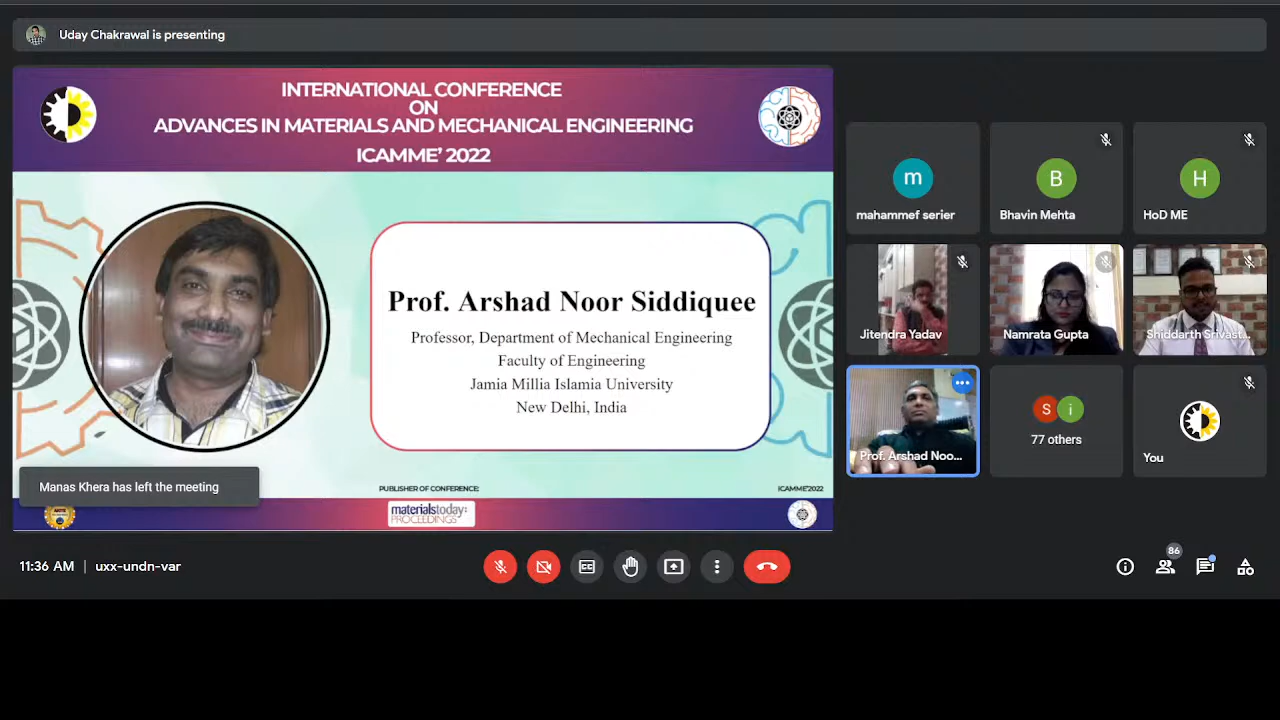 Uday Chakrawal is presenting
INTERNATIONAL CONFERENCE
ON
ADVANCES IN MATERIALS AND MECHANICAL ENGINEERING
ICAMME' 2022
Prof. Arshad Noor Siddiquee
Professor, Department of Mechanical Engineering
Faculty of Engineering
Jamia Millia Islamia University
New Delhi, India
Manas Khera has left the meeting
PUBLISHER OF CONFERENCE:
ICAMME'2022
materialstoday:
PROCEEDINGS
m
mahammef serier
B
Bhavin Mehta
H
HoD ME
Jitendra Yadav
Namrata Gupta
Shiddarth Srivast...
Prof. Arshad Noo...
S i
77 others
You
11:36 AM | uxx-undn-var
86